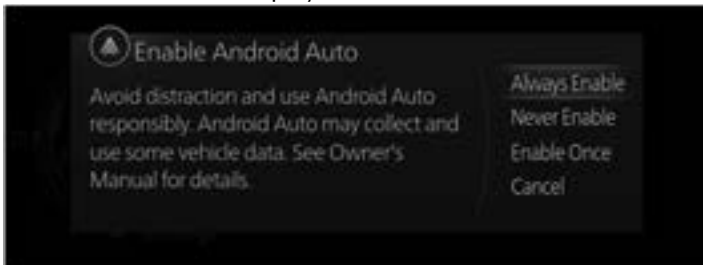 Enable Android Auto
Avoid distraction and use Android Auto
responsibly. Android Auto may collect and
use some vehicle data. See Owner's
Manual for details.
Always Enable
Never Enable
Enable Once
Cancel